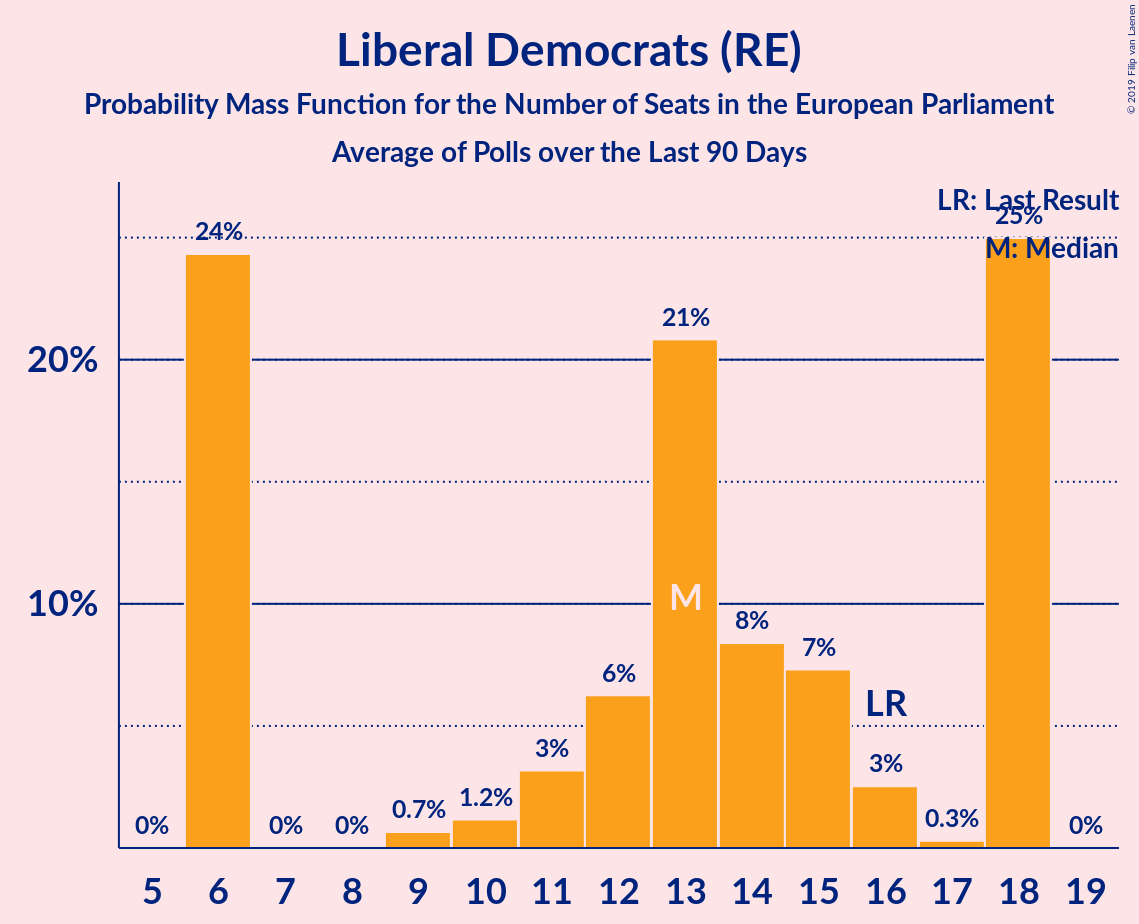 Liberal Democrats (RE)
Probability Mass Function for the Number of Seats in the European Parliament
Average of Polls over the Last 90 Days
© 2019 Filip van Laenen
LR: Last Result
M: Median
25%
24%
21%
20%
10%
M
8%
7%
6%
LR
3%
3%
1.2%
0.7%
0.3%
0%
0%
0%
0%
5 6 7 8 9 10 11 12 13 14 15 16 17 18 19